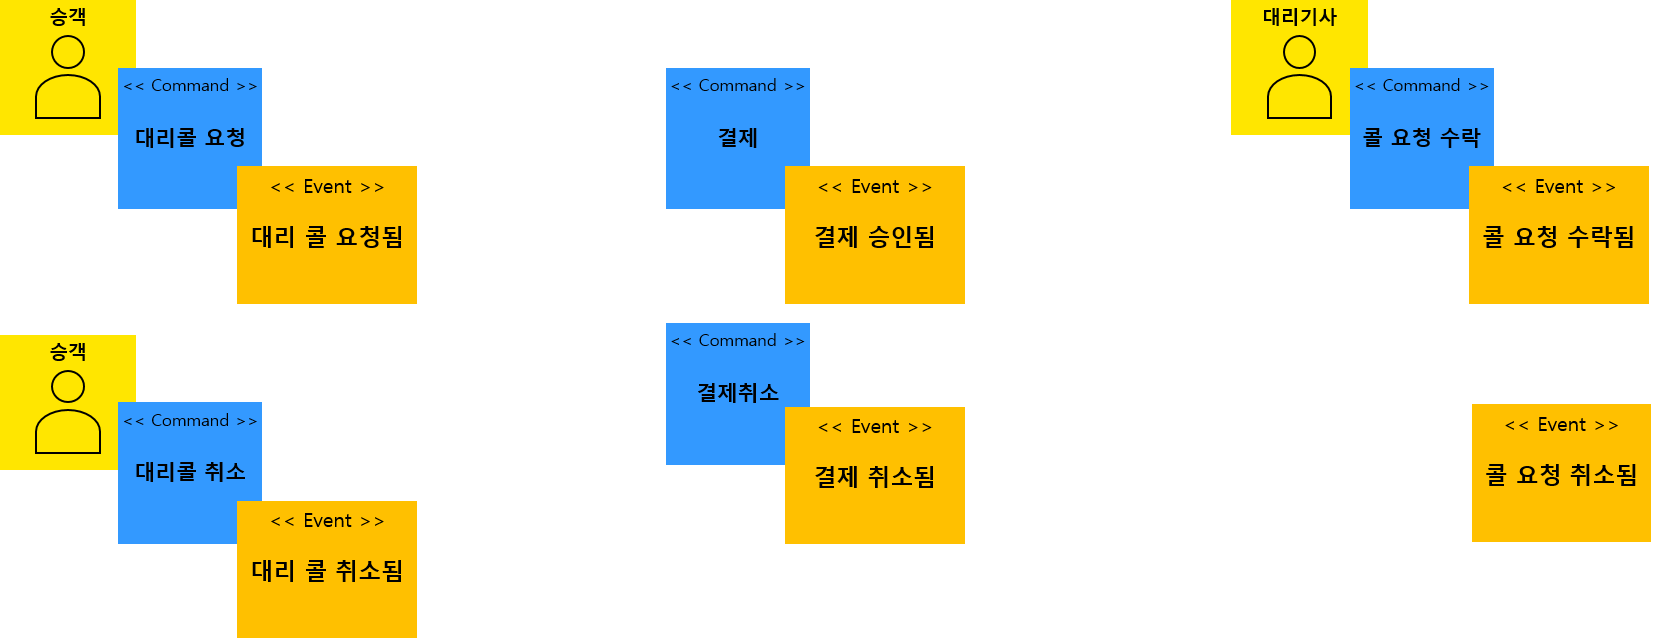 승객
<< Command >>
대리콜 요청
<< Event >>
대리 콜 요청됨
<< Command >>
결제
<< Event >>
결제 승인됨
대리기사
<< Command >>
콜 요청 수락
<< Event >>
콜 요청 수락됨
승객
<< Command >>
대리콜 취소
<< Event >>
대리 콜 취소됨
<< Command >>
결제취소
<< Event >>
결제 취소됨
<< Event >>
콜 요청 취소됨